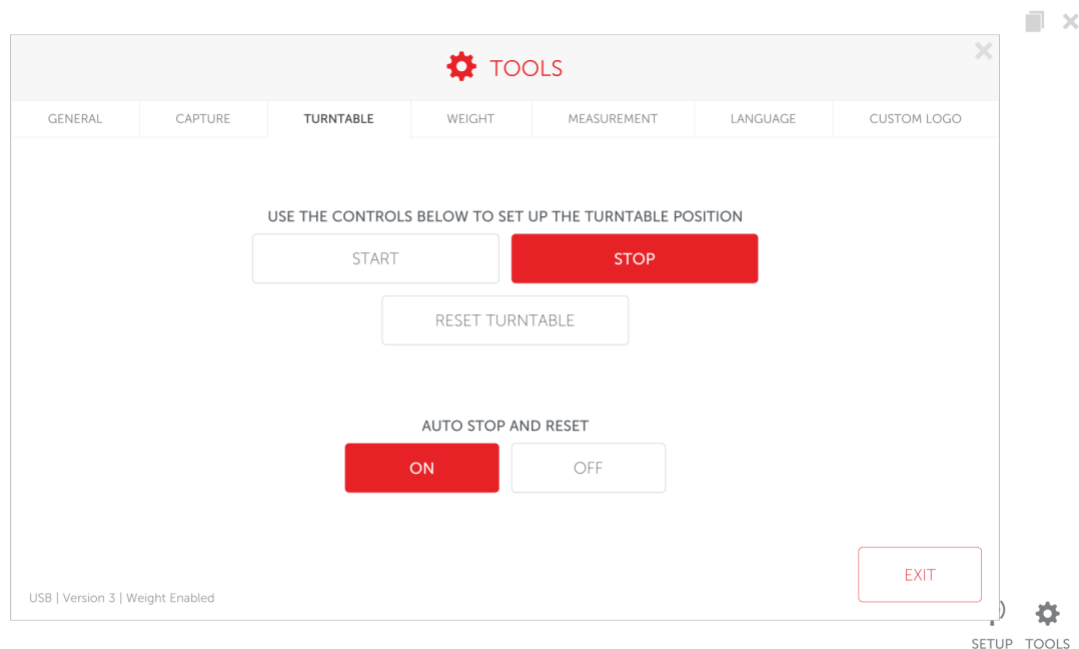 TOOLS
GENERAL CAPTURE TURNTABLE WEIGHT MEASUREMENT LANGUAGE CUSTOM LOGO
USE THE CONTROLS BELOW TO SET UP THE TURNTABLE POSITION
START STOP
RESET TURNTABLE
AUTO STOP AND RESET
ON OFF
EXIT
USB | Version 3 | Weight Enabled
SETUP TOOLS